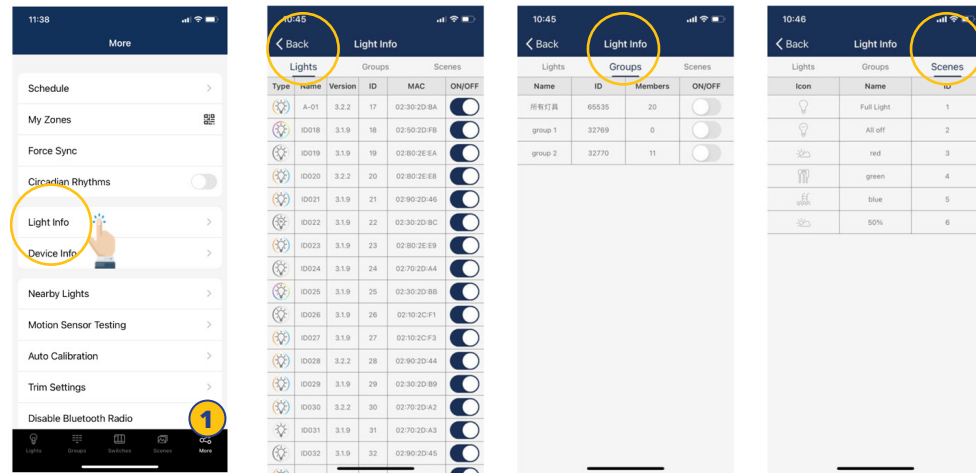 11:38
More
Schedule
My Zones
Force Sync
Circadian Rhythms
Light Info
Device Info
Nearby Lights
Motion Sensor Testing
Auto Calibration
Trim Settings
Disable Bluetooth Radio
1
Lights Groups Switches Scenes More
10:45
Back Light Info
Lights Groups Scenes
Type Name Version ID MAC ON/OFF
A-01 3.2.2 17 02:30:2D:BA
ID018 3.1.9 18 02:50:2D:FB
ID019 3.1.9 19 02:B0:2E:EA
ID020 3.2.2 20 02:B0:2E:E8
ID021 3.1.9 21 02:90:2D:46
ID022 3.1.9 22 02:30:2D:BC
ID023 3.1.9 23 02:B0:2E:E9
ID024 3.1.9 24 02:70:2D:A4
ID025 3.1.9 25 02:30:2D:BB
ID026 3.1.9 26 02:10:2C:F1
ID027 3.1.9 27 02:10:2C:F3
ID028 3.2.2 28 02:90:2D:44
ID029 3.1.9 29 02:30:2D:B9
ID030 3.2.2 30 02:70:2D:A2
ID031 3.1.9 31 02:70:2D:A3
ID032 3.1.9 32 02:90:2D:45
10:45
Back Light Info
Lights Groups Scenes
Name ID Members ON/OFF
所有灯具 65535 20
group 1 32769 0
group 2 32770 11
10:46
Back Light Info
Lights Groups Scenes
Icon Name ID
Full Light 1
All off 2
red 3
green 4
blue 5
50% 6